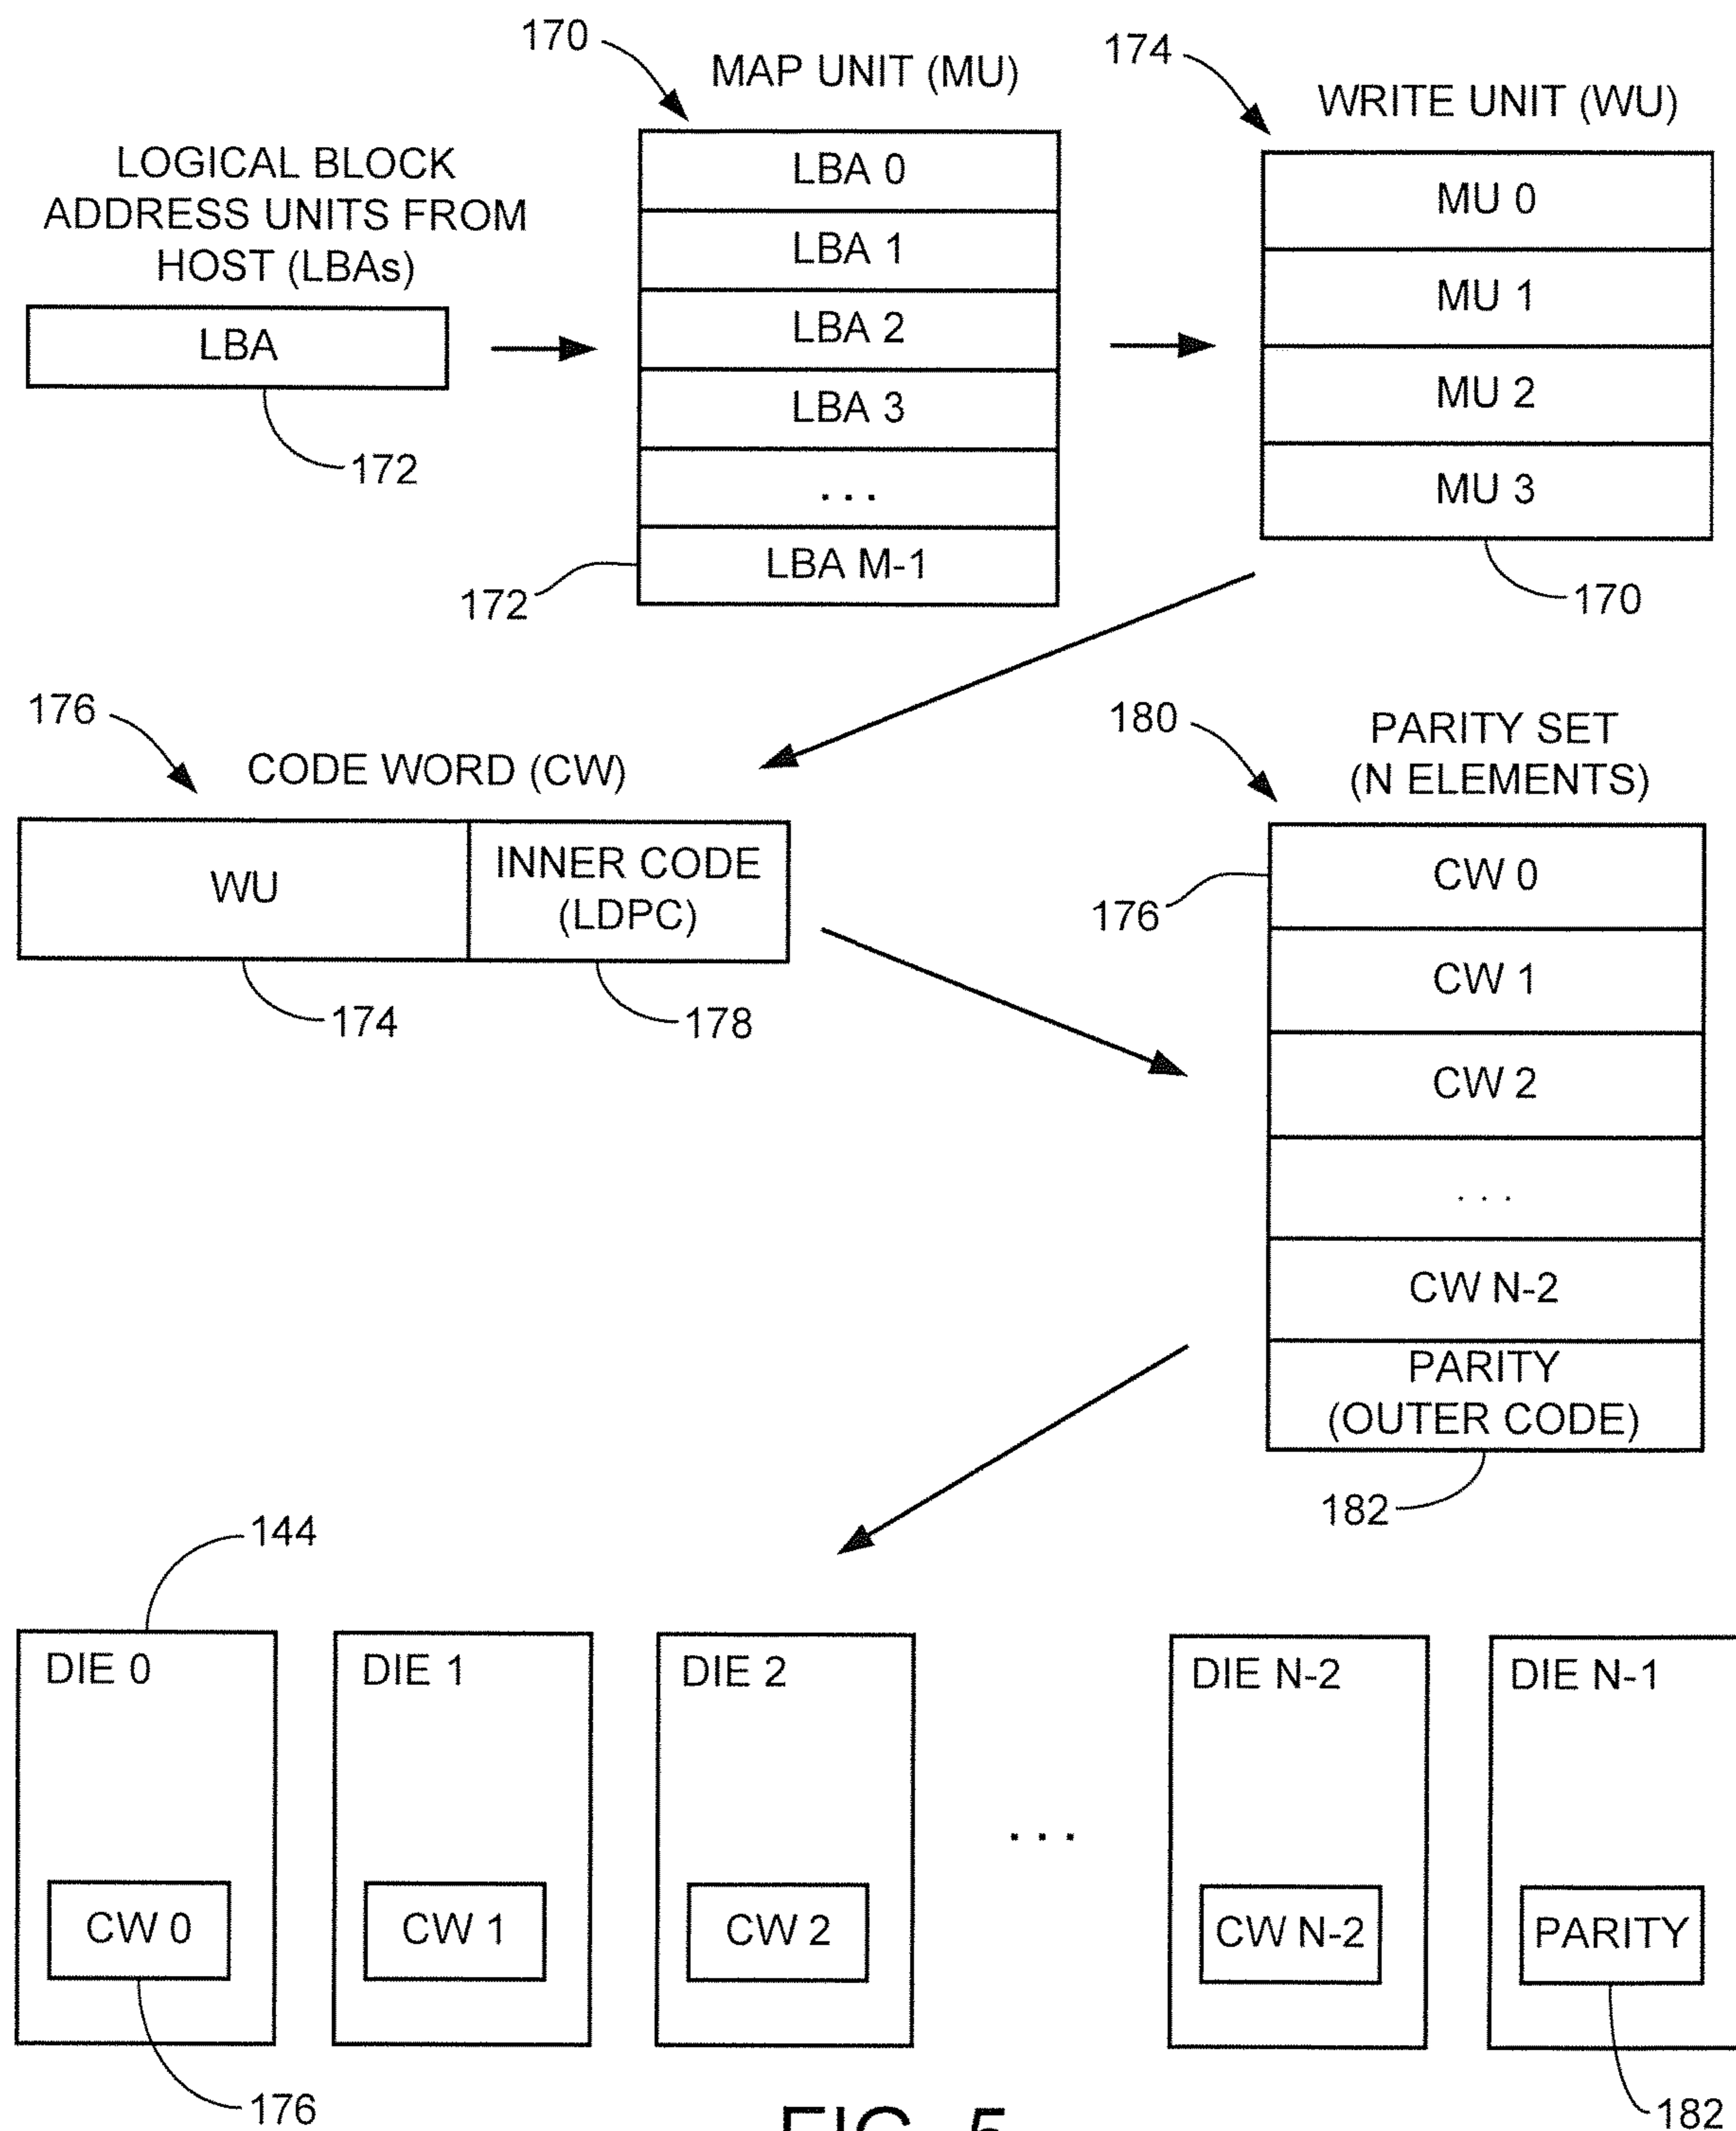 170
MAP UNIT (MU)
174
WRITE UNIT (WU)
LOGICAL BLOCK
ADDRESS UNITS FROM
HOST (LBAs)
LBA
172
LBA 0
LBA 1
LBA 2
LBA 3
...
LBA M-1
172
MU 0
MU 1
MU 2
MU 3
170
176
CODE WORD (CW)
WU
INNER CODE
(LDPC)
174
178
180
PARITY SET
(N ELEMENTS)
176
CW 0
CW 1
CW 2
...
CW N-2
PARITY
(OUTER CODE)
182
144
DIE 0
CW 0
176
DIE 1
CW 1
DIE 2
CW 2
...
DIE N-2
CW N-2
DIE N-1
PARITY
182
FIG. 5